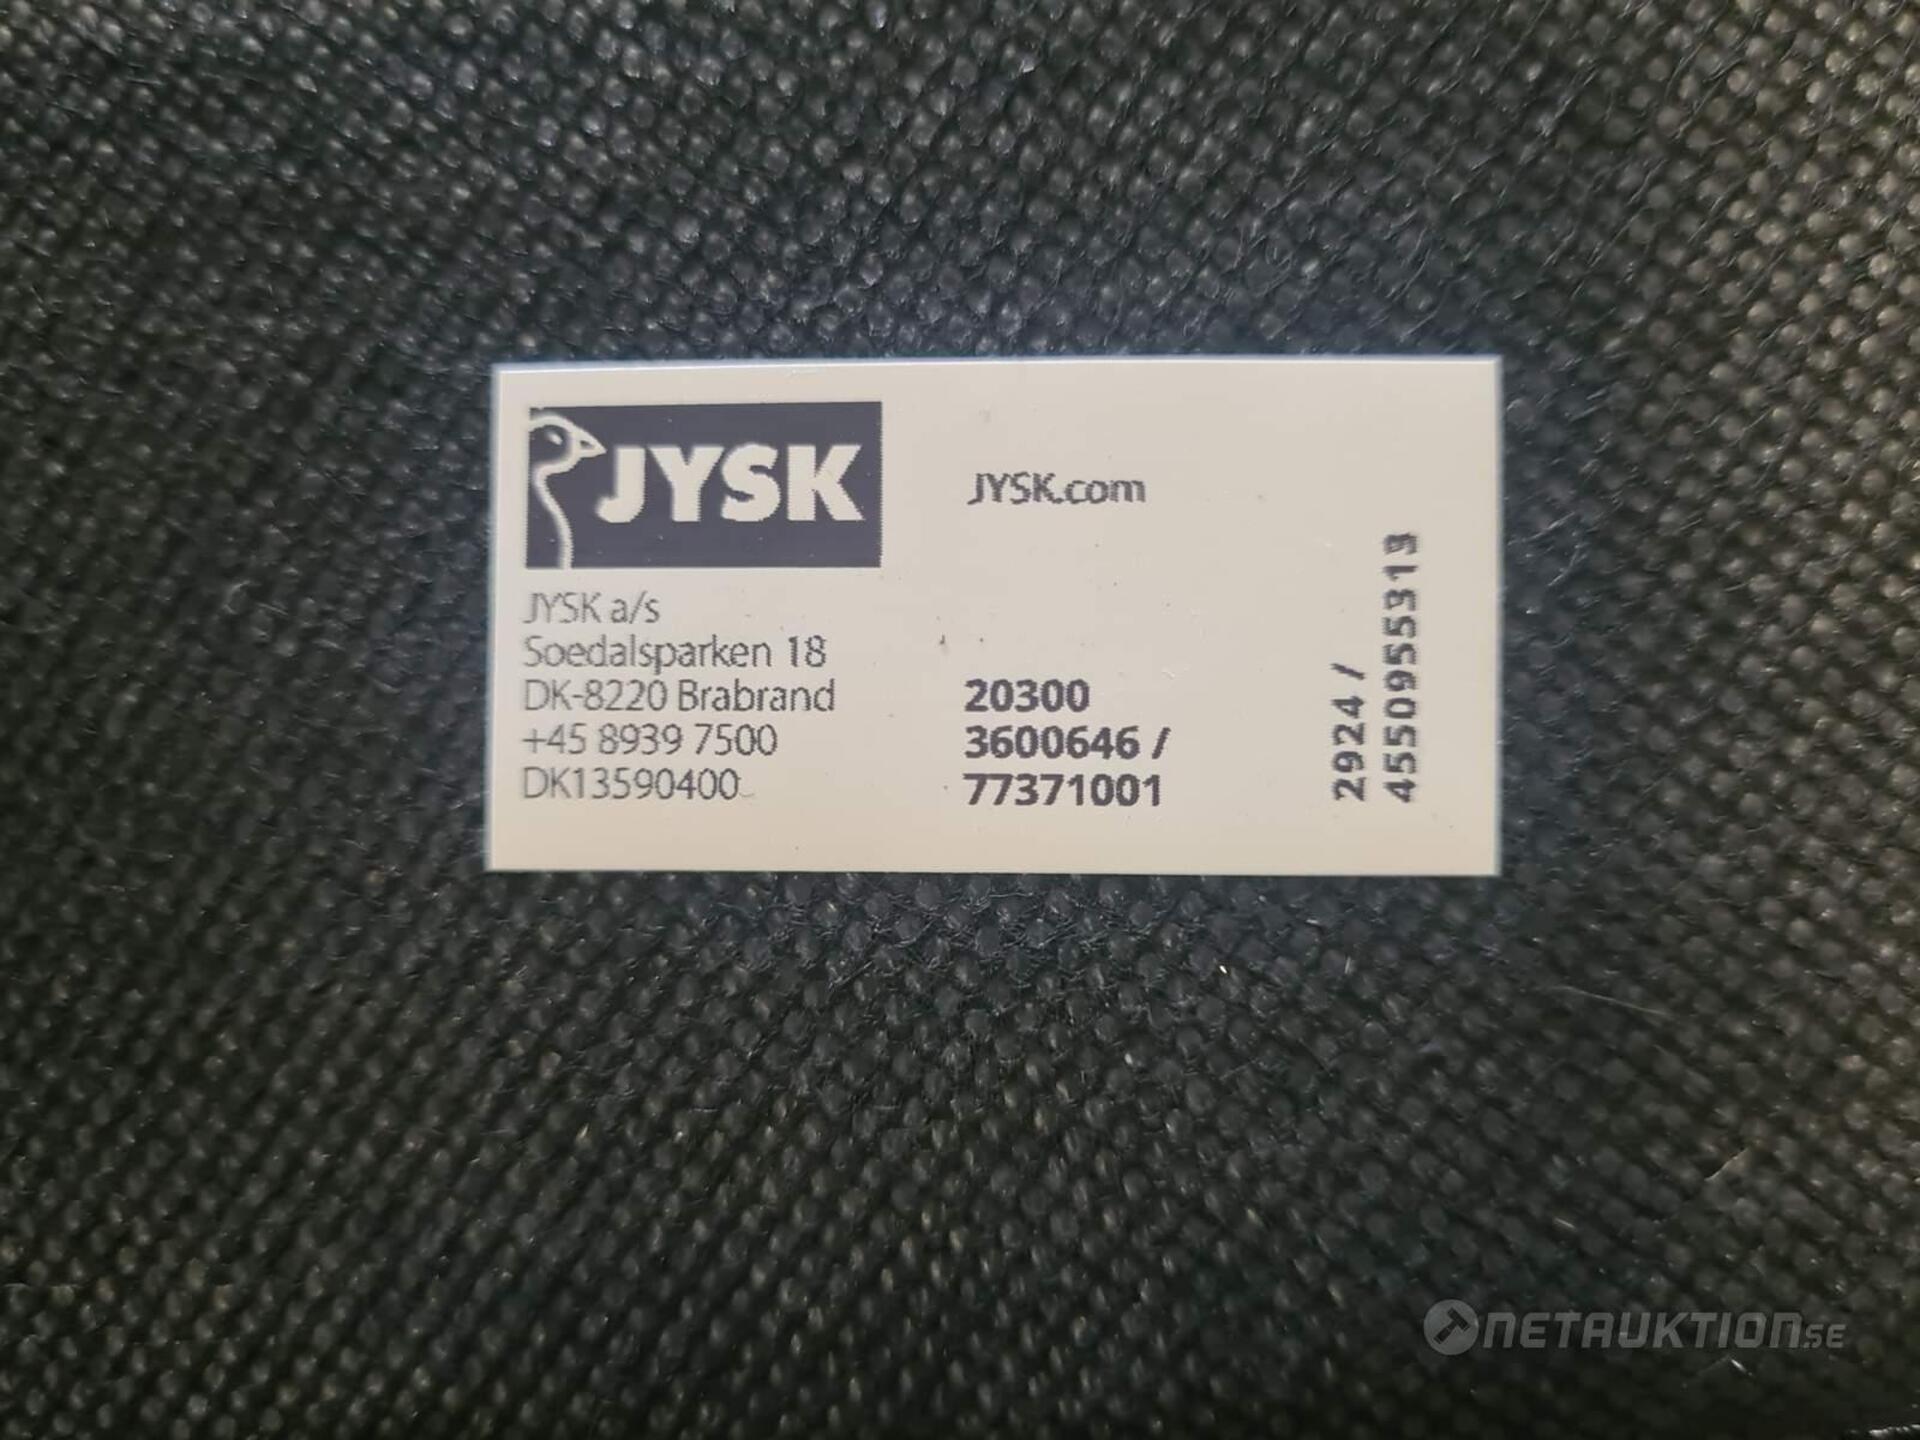 JYSK
JYSK.com
JYSK a/s
Soedalsparken 18
DK-8220 Brabrand
+45 8939 7500
DK13590400
20300
3600646 /
77371001
2924 /
4550955313
NETAUKTION.SE